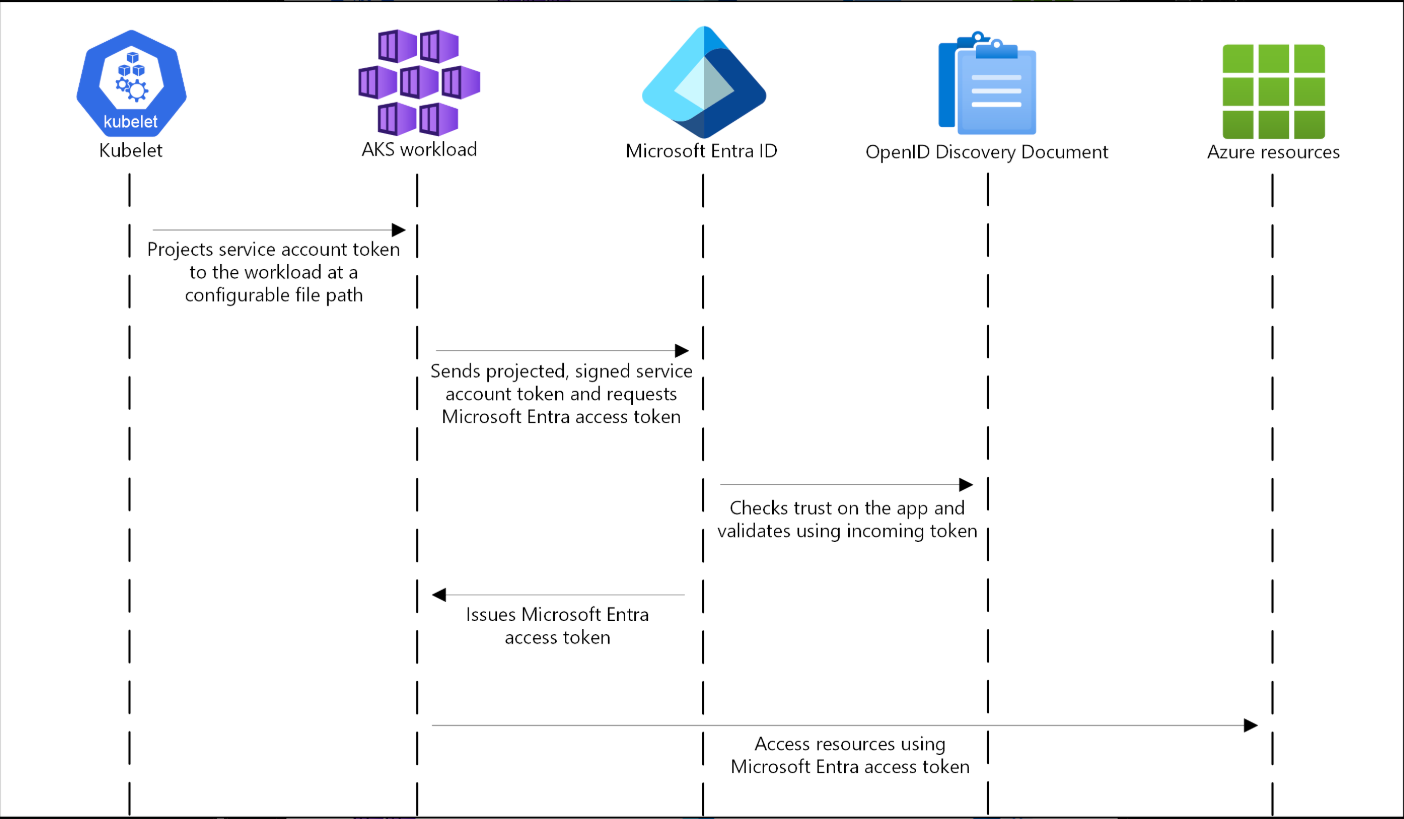 kubelet
Kubelet
AKS workload
Microsoft Entra ID
OpenID Discovery Document
Azure resources
Projects service account token
to the workload at a
configurable file path
Sends projected, signed service
account token and requests
Microsoft Entra access token
Checks trust on the app and
validates using incoming token
Issues Microsoft Entra
access token
Access resources using
Microsoft Entra access token